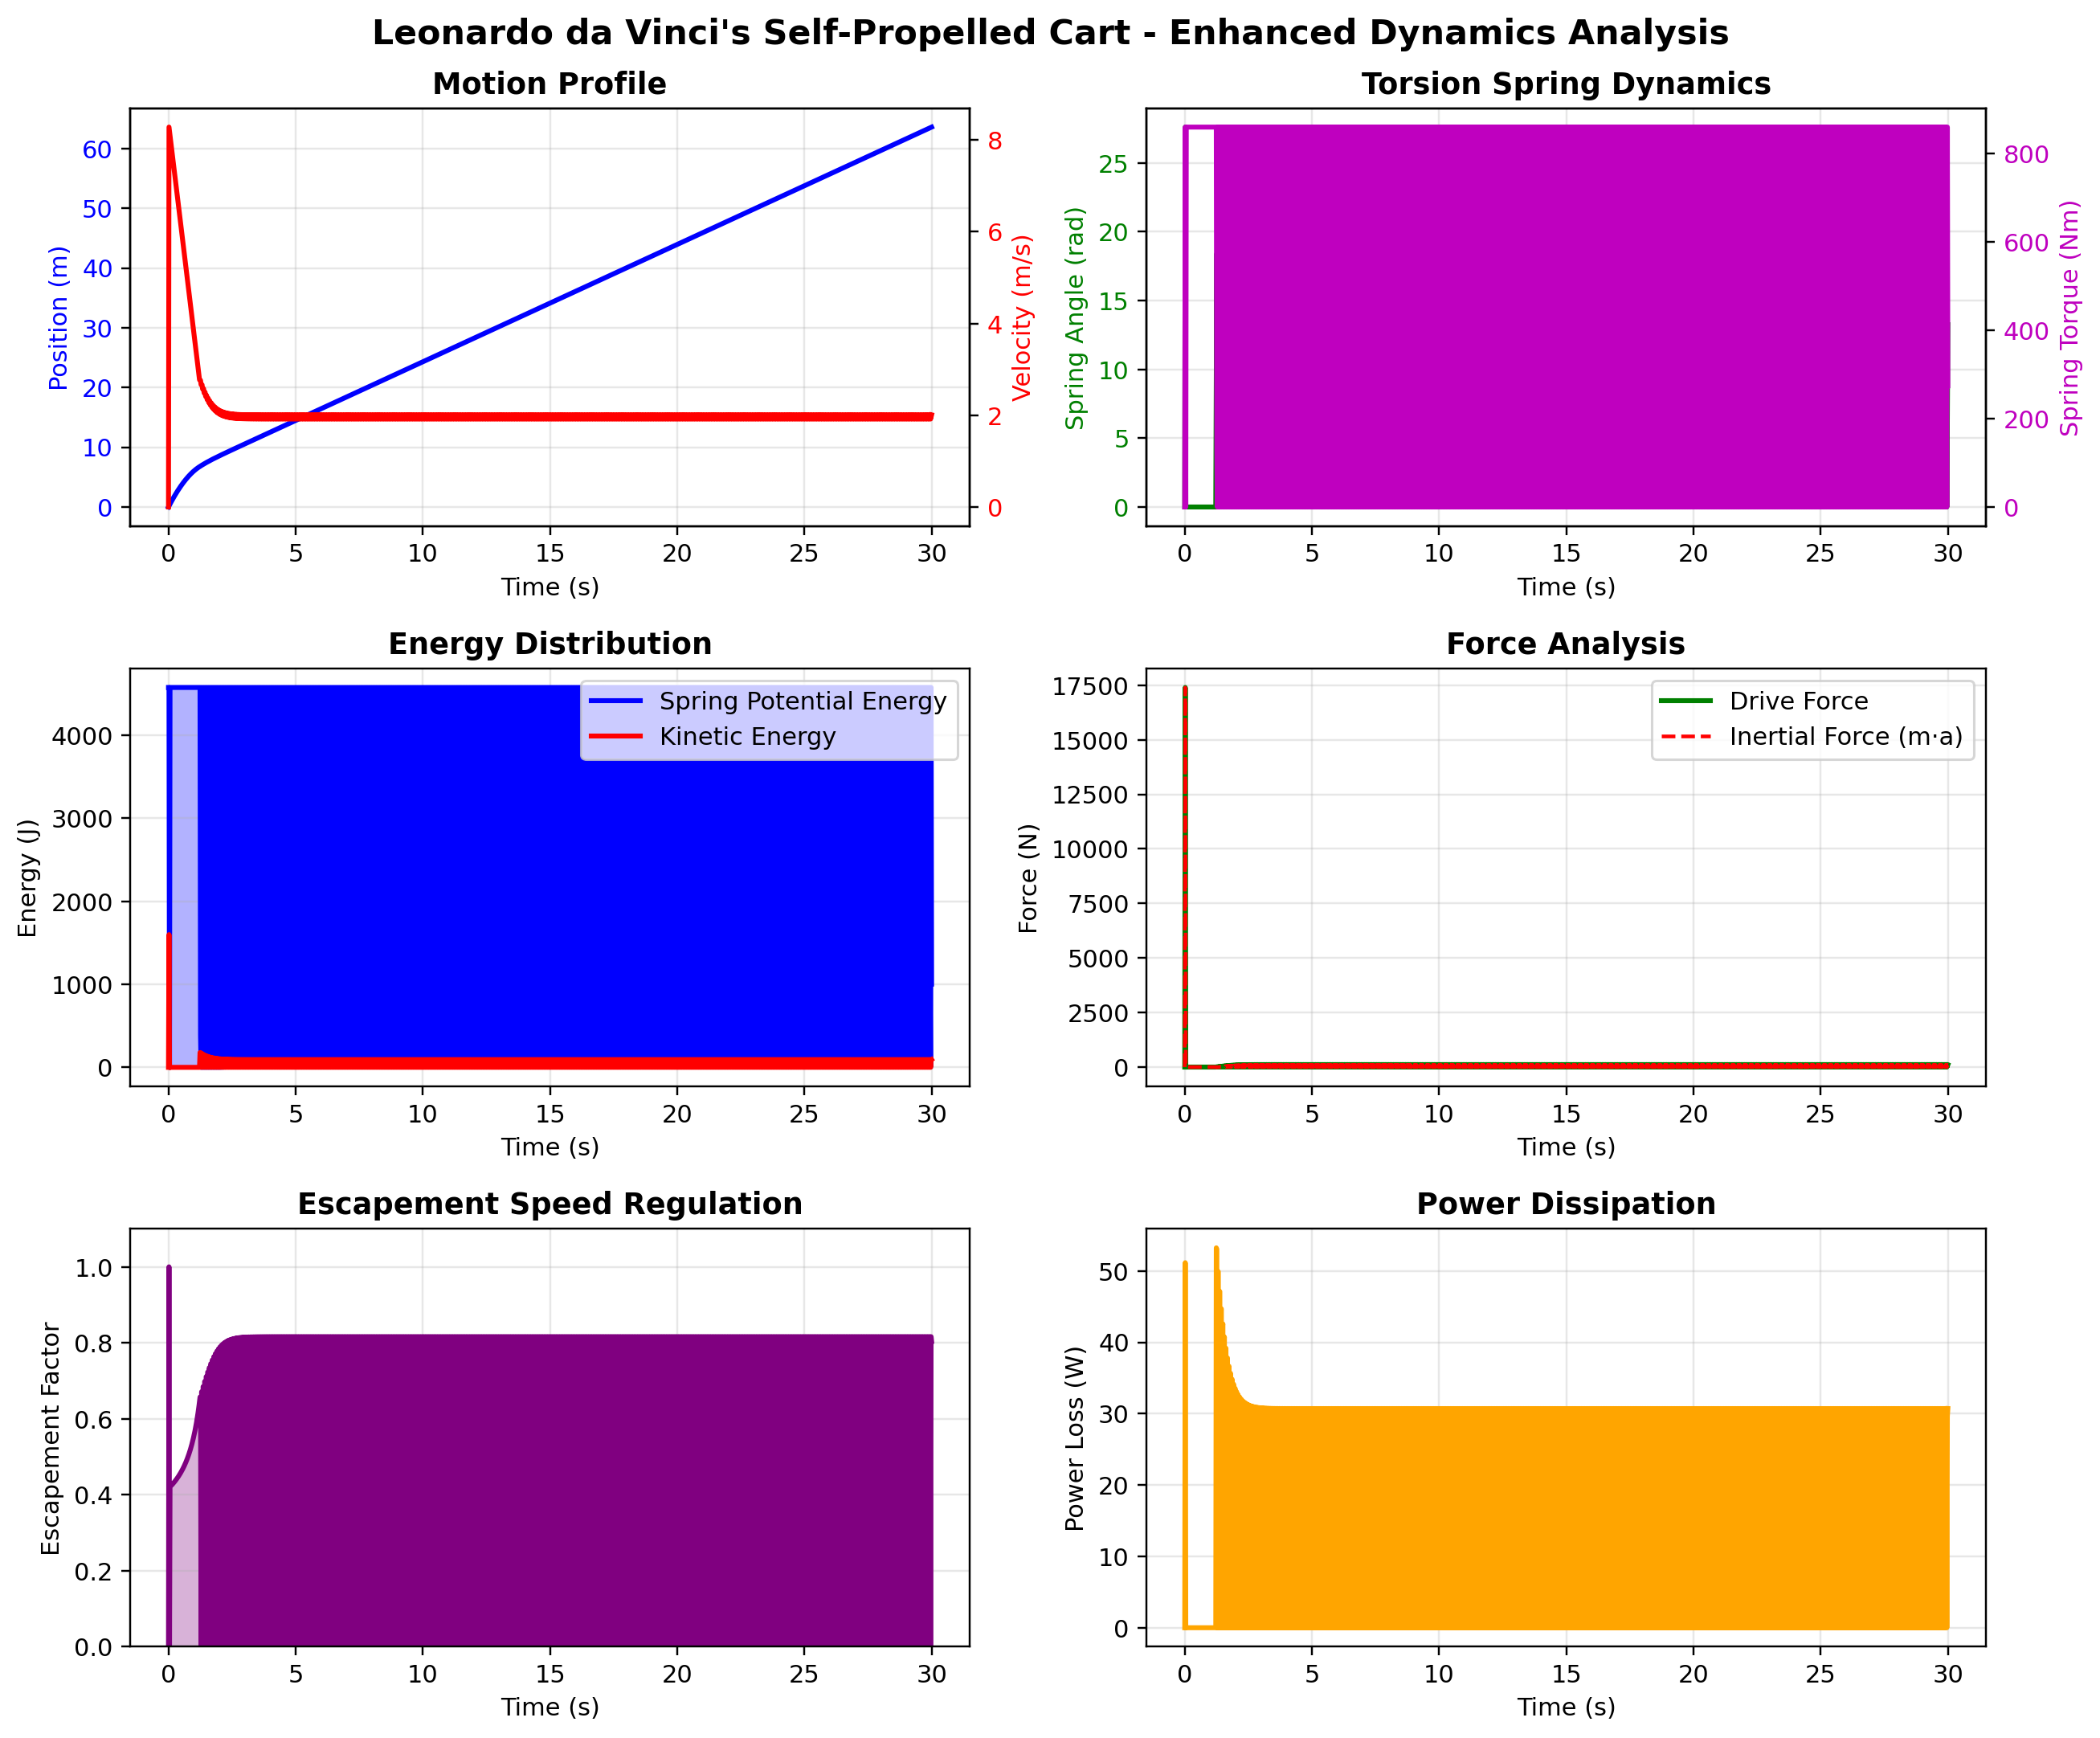 Leonardo da Vinci's Self-Propelled Cart - Enhanced Dynamics Analysis
Motion Profile
Position (m)
0
10
20
30
40
50
60
Velocity (m/s)
0
2
4
6
8
0 5 10 15 20 25 30
Time (s)
Torsion Spring Dynamics
Spring Angle (rad)
0
5
10
15
20
25
Spring Torque (Nm)
0
200
400
600
800
0 5 10 15 20 25 30
Time (s)
Energy Distribution
Energy (J)
0
1000
2000
3000
4000
Spring Potential Energy
Kinetic Energy
0 5 10 15 20 25 30
Time (s)
Force Analysis
Force (N)
0
2500
5000
7500
10000
12500
15000
17500
Drive Force
Inertial Force (m·a)
0 5 10 15 20 25 30
Time (s)
Escapement Speed Regulation
Escapement Factor
0.0
0.2
0.4
0.6
0.8
1.0
0 5 10 15 20 25 30
Time (s)
Power Dissipation
Power Loss (W)
0
10
20
30
40
50
0 5 10 15 20 25 30
Time (s)